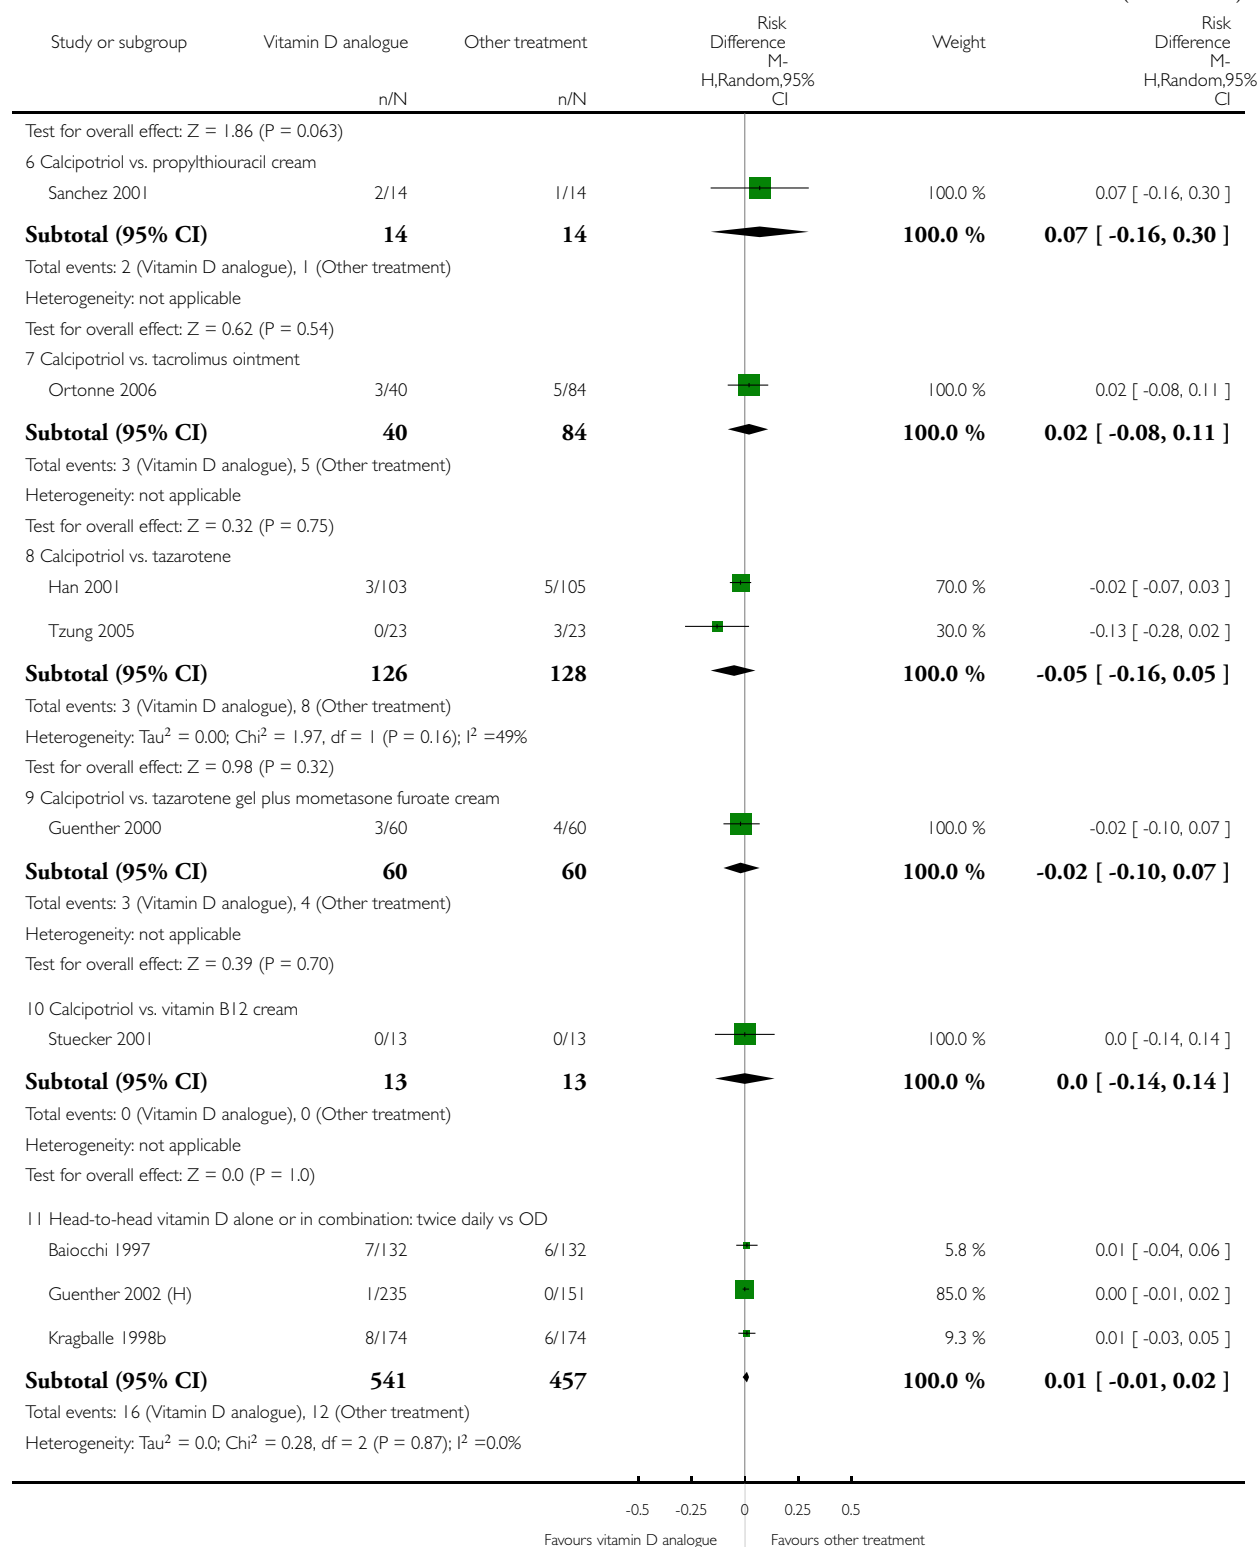 Study or subgroup Vitamin D analogue Other treatment Risk Difference Weight Risk Difference
M-H,Random,95% CI M-H,Random,95% CI
n/N n/N
Test for overall effect: Z = 1.86 (P = 0.063)
6 Calcipotriol vs. propylthiouracil cream
Sanchez 2001 2/14 1/14 100.0 % 0.07 [ -0.16, 0.30 ]
Subtotal (95% CI) 14 14 100.0 % 0.07 [ -0.16, 0.30 ]
Total events: 2 (Vitamin D analogue), 1 (Other treatment)
Heterogeneity: not applicable
Test for overall effect: Z = 0.62 (P = 0.54)
7 Calcipotriol vs. tacrolimus ointment
Ortonne 2006 3/40 5/84 100.0 % 0.02 [ -0.08, 0.11 ]
Subtotal (95% CI) 40 84 100.0 % 0.02 [ -0.08, 0.11 ]
Total events: 3 (Vitamin D analogue), 5 (Other treatment)
Heterogeneity: not applicable
Test for overall effect: Z = 0.32 (P = 0.75)
8 Calcipotriol vs. tazarotene
Han 2001 3/103 5/105 70.0 % -0.02 [ -0.07, 0.03 ]
Tzung 2005 0/23 3/23 30.0 % -0.13 [ -0.28, 0.02 ]
Subtotal (95% CI) 126 128 100.0 % -0.05 [ -0.16, 0.05 ]
Total events: 3 (Vitamin D analogue), 8 (Other treatment)
Heterogeneity: Tau² = 0.00; Chi² = 1.97, df = 1 (P = 0.16); I² =49%
Test for overall effect: Z = 0.98 (P = 0.32)
9 Calcipotriol vs. tazarotene gel plus mometasone furoate cream
Guenther 2000 3/60 4/60 100.0 % -0.02 [ -0.10, 0.07 ]
Subtotal (95% CI) 60 60 100.0 % -0.02 [ -0.10, 0.07 ]
Total events: 3 (Vitamin D analogue), 4 (Other treatment)
Heterogeneity: not applicable
Test for overall effect: Z = 0.39 (P = 0.70)
10 Calcipotriol vs. vitamin B12 cream
Stuecker 2001 0/13 0/13 100.0 % 0.0 [ -0.14, 0.14 ]
Subtotal (95% CI) 13 13 100.0 % 0.0 [ -0.14, 0.14 ]
Total events: 0 (Vitamin D analogue), 0 (Other treatment)
Heterogeneity: not applicable
Test for overall effect: Z = 0.0 (P = 1.0)
11 Head-to-head vitamin D alone or in combination: twice daily vs OD
Baiocchi 1997 7/132 6/132 5.8 % 0.01 [ -0.04, 0.06 ]
Guenther 2002 (H) 1/235 0/151 85.0 % 0.00 [ -0.01, 0.02 ]
Kragballe 1998b 8/174 6/174 9.3 % 0.01 [ -0.03, 0.05 ]
Subtotal (95% CI) 541 457 100.0 % 0.01 [ -0.01, 0.02 ]
Total events: 16 (Vitamin D analogue), 12 (Other treatment)
Heterogeneity: Tau² = 0.0; Chi² = 0.28, df = 2 (P = 0.87); I² =0.0%
-0.5 -0.25 0 0.25 0.5
Favours vitamin D analogue Favours other treatment